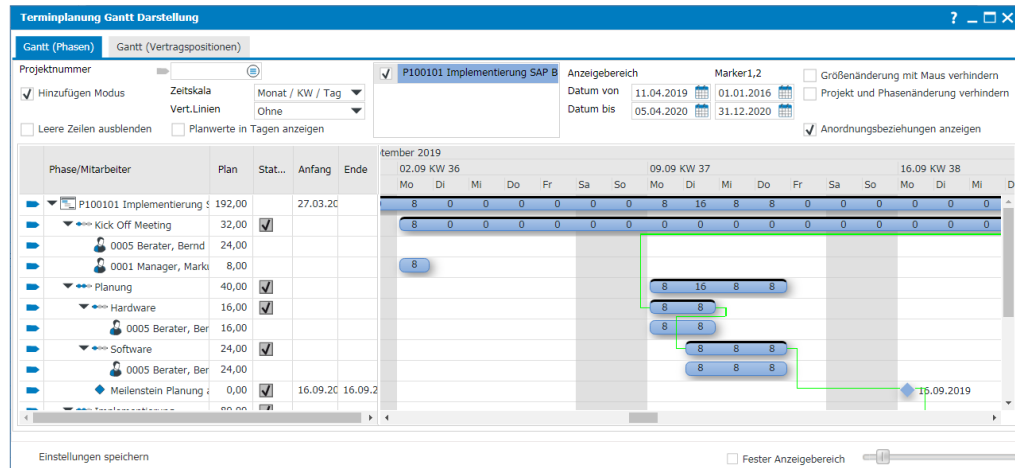 Terminplanung Gantt Darstellung ? _ □ ×
Gantt (Phasen) Gantt (Vertragspositionen)
Projektnummer
Hinzufügen Modus
Zeitskala Monat / KW / Tag
Vert.Linien Ohne
Leere Zeilen ausblenden Planwerte in Tagen anzeigen
P100101 Implementierung SAP B
Anzeigebereich Marker1,2
Datum von 11.04.2019 01.01.2016
Datum bis 05.04.2020 31.12.2020
Größenänderung mit Maus verhindern
Projekt und Phasenänderung verhindern
Anordnungsbeziehungen anzeigen
tember 2019
Phase/Mitarbeiter Plan Stat... Anfang Ende
02.09 KW 36 09.09 KW 37 16.09 KW 38
Mo Di Mi Do Fr Sa So Mo Di Mi Do Fr Sa So Mo Di Mi D
P100101 Implementierung S 192,00 27.03.20 8 0 0 0 0 0 0 8 16 8 8 0 0 0 0 0 0
Kick Off Meeting 32,00 8 0 0 0 0 0 0 0 0 0 0 0 0 0 0 0 0
0005 Berater, Bernd 24,00
0001 Manager, Marku 8,00 8
Planung 40,00 8 16 8 8
Hardware 16,00 8 8
0005 Berater, Ber 16,00 8 8
Software 24,00 8 8 8
0005 Berater, Ber 24,00 8 8 8
Meilenstein Planung a 0,00 16.09.20 16.09.2 16.09.2019
Implementierung 80,00
Einstellungen speichern Fester Anzeigebereich